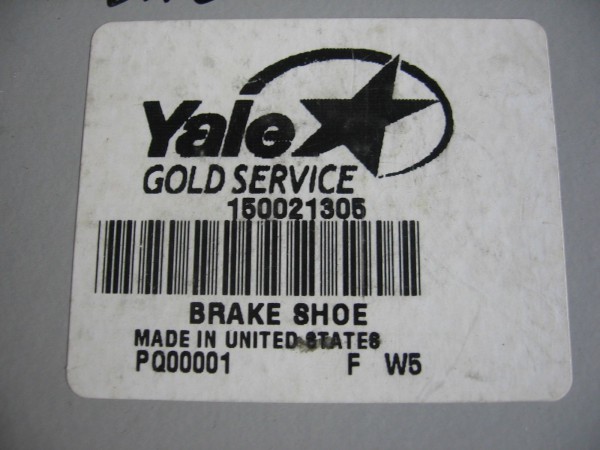 Yale
GOLD SERVICE
150021305
BRAKE SHOE
MADE IN UNITED STATES
PQ00001 F W5